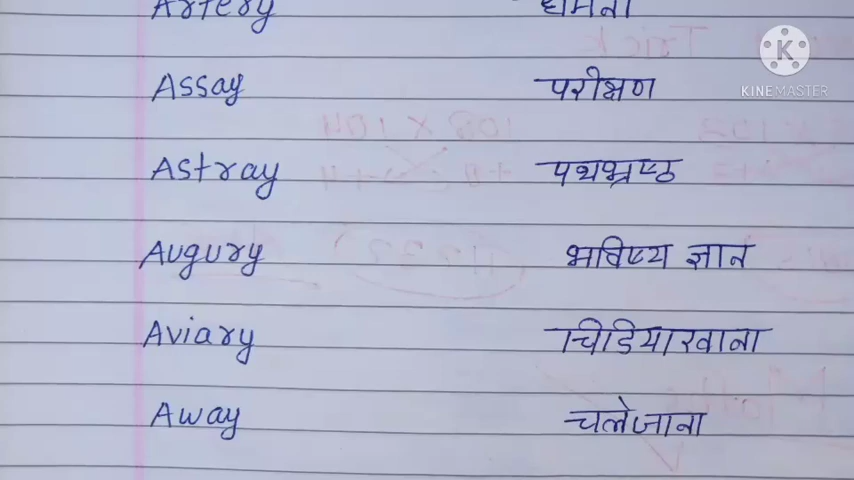 Artery धमनी
Assay परीक्षण
Astray पथभ्रष्ठ
Augury भविष्य ज्ञान
Aviary चिडियाखाना
Away चलेजाना
KINEMASTER